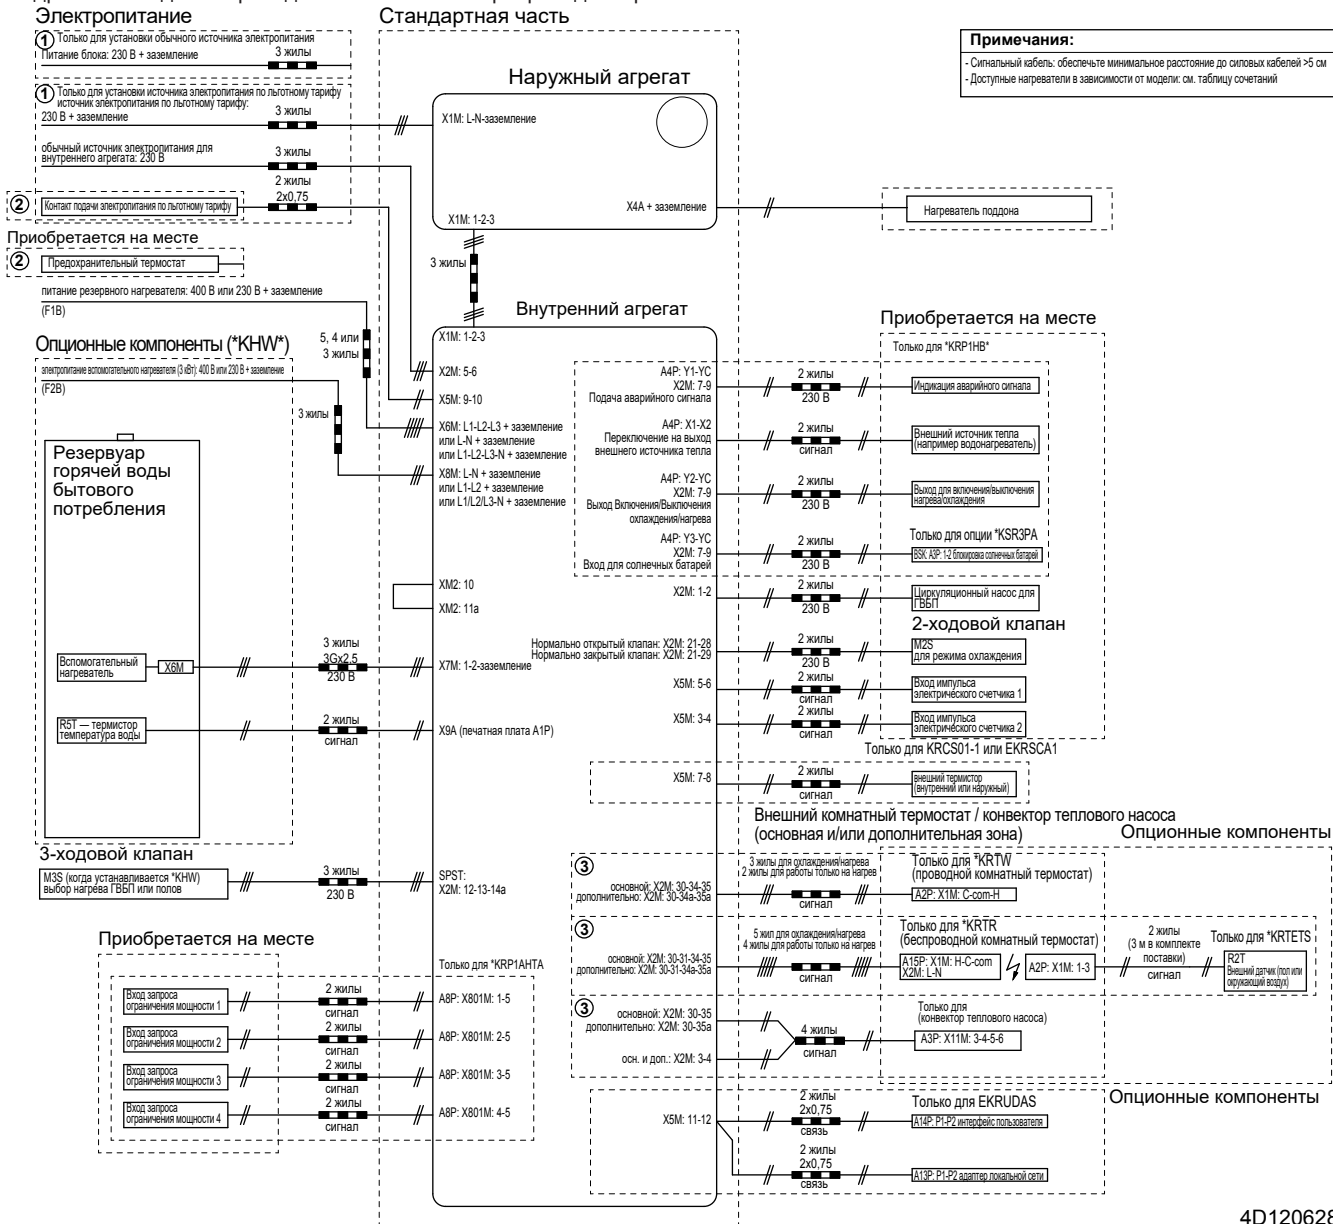 Электропитание
Стандартная часть
① Только для установки обычного источника электропитания
Питание блока: 230 В + заземление
3 жилы
① Только для установки источника электропитания по льготному тарифу
источник электропитания по льготному тарифу:
230 В + заземление
3 жилы
обычный источник электропитания для
внутреннего агрегата: 230 В
3 жилы
2 жилы
2x0,75
② Контакт подачи электропитания по льготному тарифу
Приобретается на месте
② Предохранительный термостат
питание резервного нагревателя: 400 В или 230 В + заземление
(F1B)
5, 4 или
3 жилы
Опционные компоненты (*KHW*)
электропитание вспомогательного нагревателя (3 кВт): 400 В или 230 В + заземление
(F2B)
3 жилы
Резервуар
горячей воды
бытового
потребления
Вспомогательный
нагреватель
X6M
3 жилы
3Gx2,5
230 В
R5T — термистор
температура воды
2 жилы
сигнал
3-ходовой клапан
M3S (когда устанавливается *KHW)
выбор нагрева ГВБП или полов
3 жилы
230 В
Приобретается на месте
Вход запроса
ограничения мощности 1
2 жилы
сигнал
Вход запроса
ограничения мощности 2
2 жилы
сигнал
Вход запроса
ограничения мощности 3
2 жилы
сигнал
Вход запроса
ограничения мощности 4
2 жилы
сигнал
Наружный агрегат
X1M: L-N-заземление
X4A + заземление
X1M: 1-2-3
3 жилы
Нагреватель поддона
Примечания:
- Сигнальный кабель: обеспечьте минимальное расстояние до силовых кабелей >5 см
- Доступные нагреватели в зависимости от модели: см. таблицу сочетаний
Внутренний агрегат
X1M: 1-2-3
X2M: 5-6
X5M: 9-10
X6M: L1-L2-L3 + заземление
или L-N + заземление
или L1-L2-L3-N + заземление
X8M: L-N + заземление
или L1-L2 + заземление
или L1/L2/L3-N + заземление
XM2: 10
XM2: 11a
X7M: 1-2-заземление
X9A (печатная плата A1P)
SPST:
X2M: 12-13-14a
Только для *KRP1AHTA
A8P: X801M: 1-5
A8P: X801M: 2-5
A8P: X801M: 3-5
A8P: X801M: 4-5
Приобретается на месте
Только для *KRP1HB*
A4P: Y1-YC
X2M: 7-9
Подача аварийного сигнала
2 жилы
230 В
Индикация аварийного сигнала
A4P: X1-X2
Переключение на выход
внешнего источника тепла
2 жилы
сигнал
Внешний источник тепла
(например водонагреватель)
A4P: Y2-YC
X2M: 7-9
Выход Включения/Выключения
охлаждения/нагрева
2 жилы
230 В
Выход для включения/выключения
нагрева/охлаждения
A4P: Y3-YC
X2M: 7-9
Вход для солнечных батарей
2 жилы
230 В
Только для опции *KSR3PA
BSK: A3P: 1-2 блокировка солнечных батарей
X2M: 1-2
2 жилы
230 В
Циркуляционный насос для
ГВБП
2-ходовой клапан
Нормально открытый клапан: X2M: 21-28
Нормально закрытый клапан: X2M: 21-29
2 жилы
230 В
M2S
для режима охлаждения
X5M: 5-6
2 жилы
сигнал
Вход импульса
электрического счетчика 1
X5M: 3-4
2 жилы
сигнал
Вход импульса
электрического счетчика 2
Только для KRCS01-1 или EKRSCA1
X5M: 7-8
2 жилы
сигнал
внешний термистор
(внутренний или наружный)
Внешний комнатный термостат / конвектор теплового насоса
(основная и/или дополнительная зона)
Опционные компоненты
③
основной: X2M: 30-34-35
дополнительно: X2M: 30-34a-35a
3 жилы для охлаждения/нагрева
2 жилы для работы только на нагрев
сигнал
Только для *KRTW
(проводной комнатный термостат)
A2P: X1M: C-com-H
③
основной: X2M: 30-31-34-35
дополнительно: X2M: 30-31-34a-35a
5 жил для охлаждения/нагрева
4 жилы для работы только на нагрев
сигнал
Только для *KRTR
(беспроводной комнатный термостат)
A15P: X1M: H-C-com
X2M: L-N
A2P: X1M: 1-3
2 жилы
(3 м в комплекте
поставки)
сигнал
Только для *KRTETS
R2T
Внешний датчик (пол или
окружающий воздух)
③
основной: X2M: 30-35
дополнительно: X2M: 30-35a
осн. и доп.: X2M: 3-4
4 жилы
сигнал
Только для
(конвектор теплового насоса)
A3P: X11M: 3-4-5-6
Опционные компоненты
X5M: 11-12
2 жилы
2x0,75
связь
Только для EKRUDAS
A14P: P1-P2 интерфейс пользователя
2 жилы
2x0,75
связь
A13P: P1-P2 адаптер локальной сети
4D120628